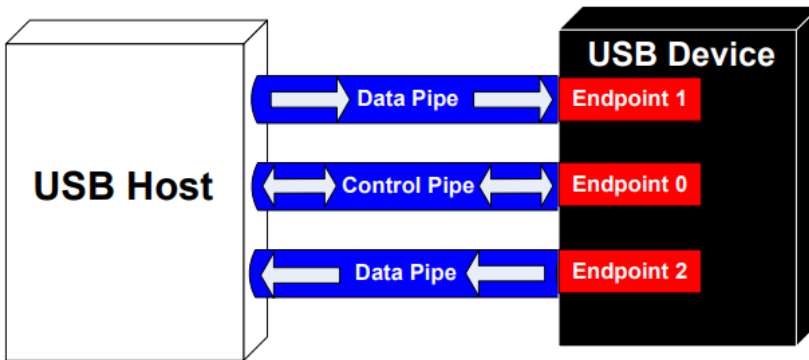 USB Device
Data Pipe
Endpoint 1
USB Host
Control Pipe
Endpoint 0
Data Pipe
Endpoint 2